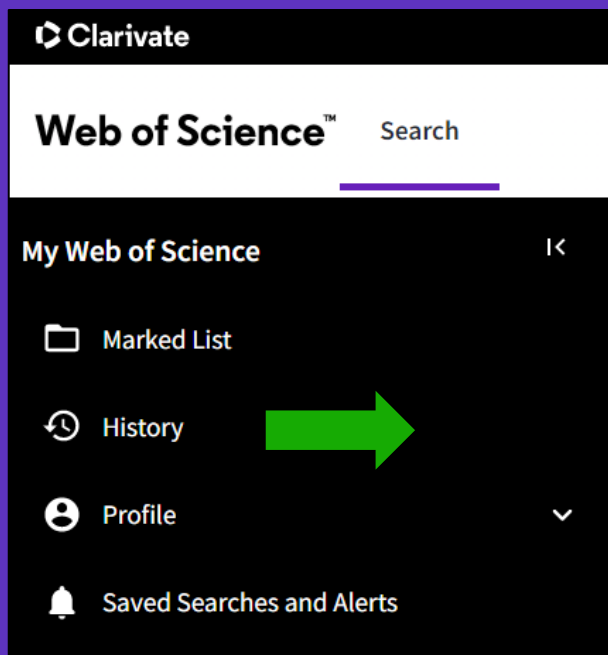 Clarivate
Web of Science™ Search
My Web of Science
Marked List
History
Profile
Saved Searches and Alerts